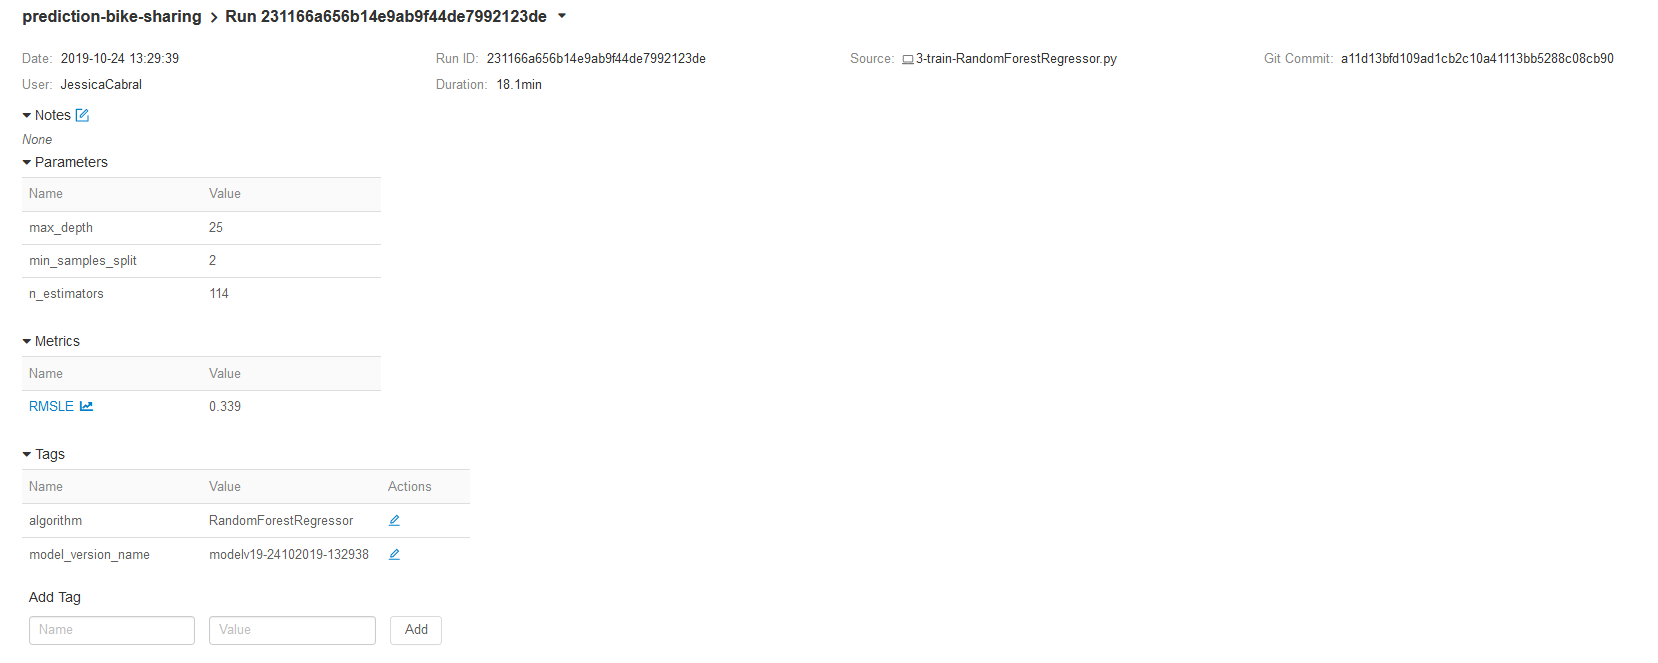 prediction-bike-sharing > Run 231166a656b14e9ab9f44de7992123de
Date: 2019-10-24 13:29:39 Run ID: 231166a656b14e9ab9f44de7992123de Source: 3-train-RandomForestRegressor.py Git Commit: a11d13bfd109ad1cb2c10a41113bb5288c08cb90
User: JessicaCabral Duration: 18.1min
Notes
None
Parameters
Name Value
max_depth 25
min_samples_split 2
n_estimators 114
Metrics
Name Value
RMSLE 0.339
Tags
Name Value Actions
algorithm RandomForestRegressor
model_version_name modelv19-24102019-132938
Add Tag
Name Value Add